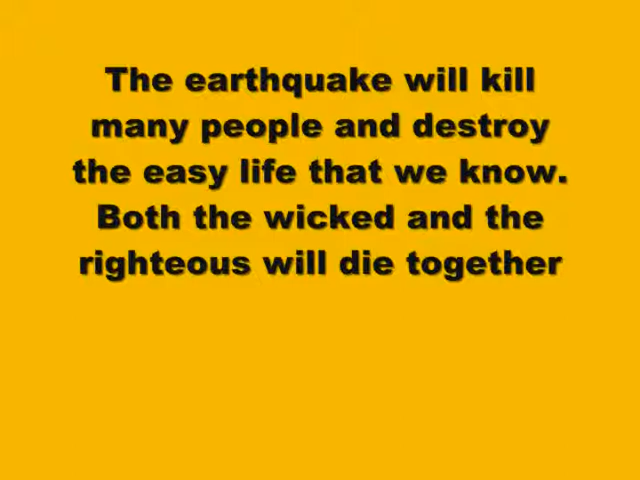 The earthquake will kill
many people and destroy
the easy life that we know.
Both the wicked and the
righteous will die together